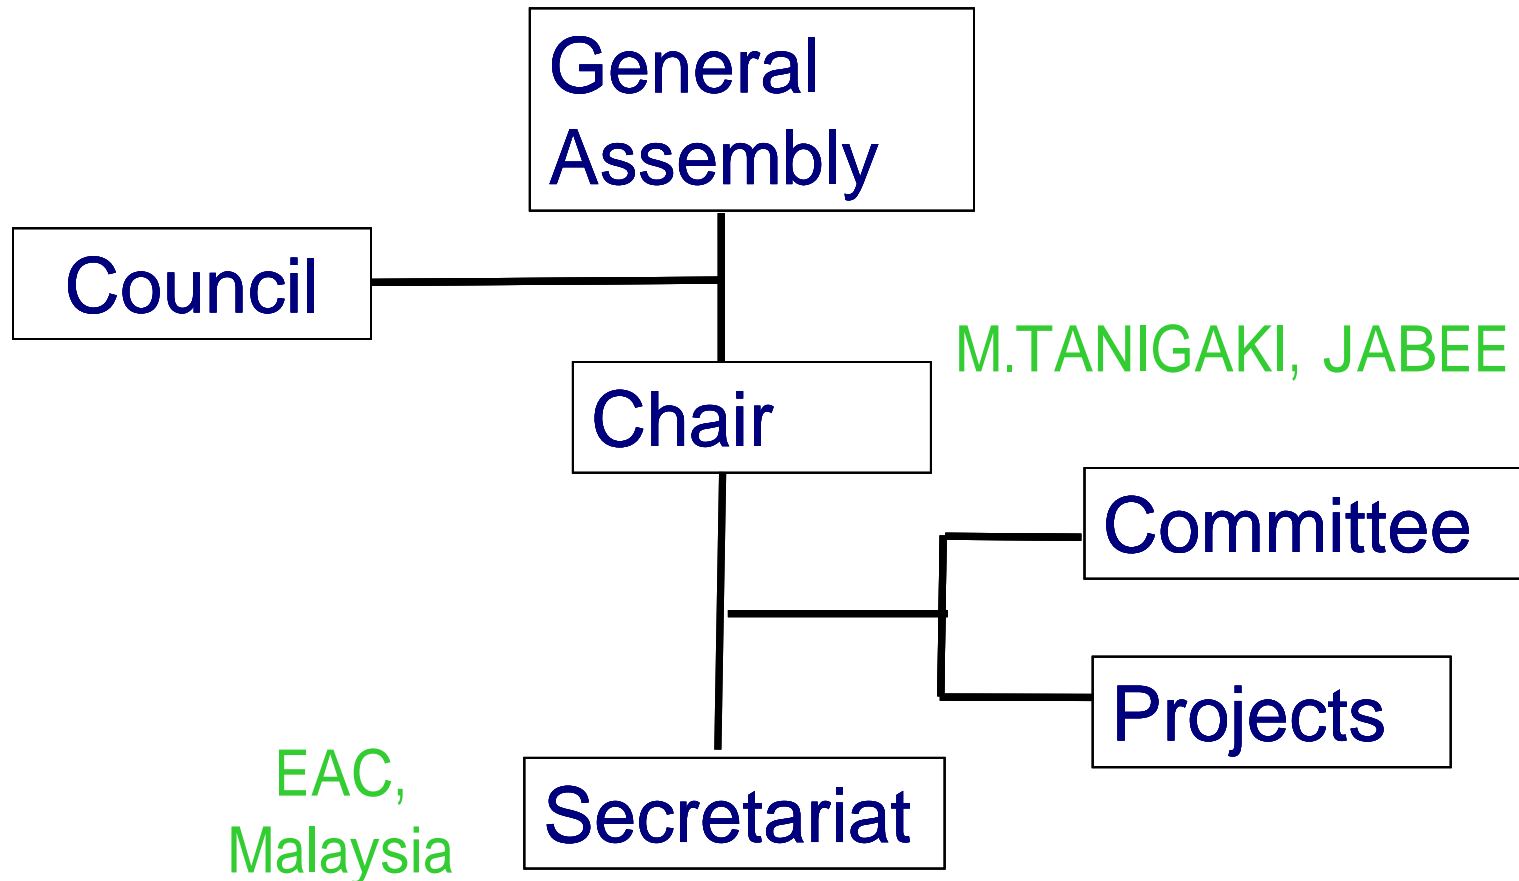 General
Assembly
Council
M.TANIGAKI, JABEE
Chair
Committee
Projects
EAC,
Malaysia
Secretariat